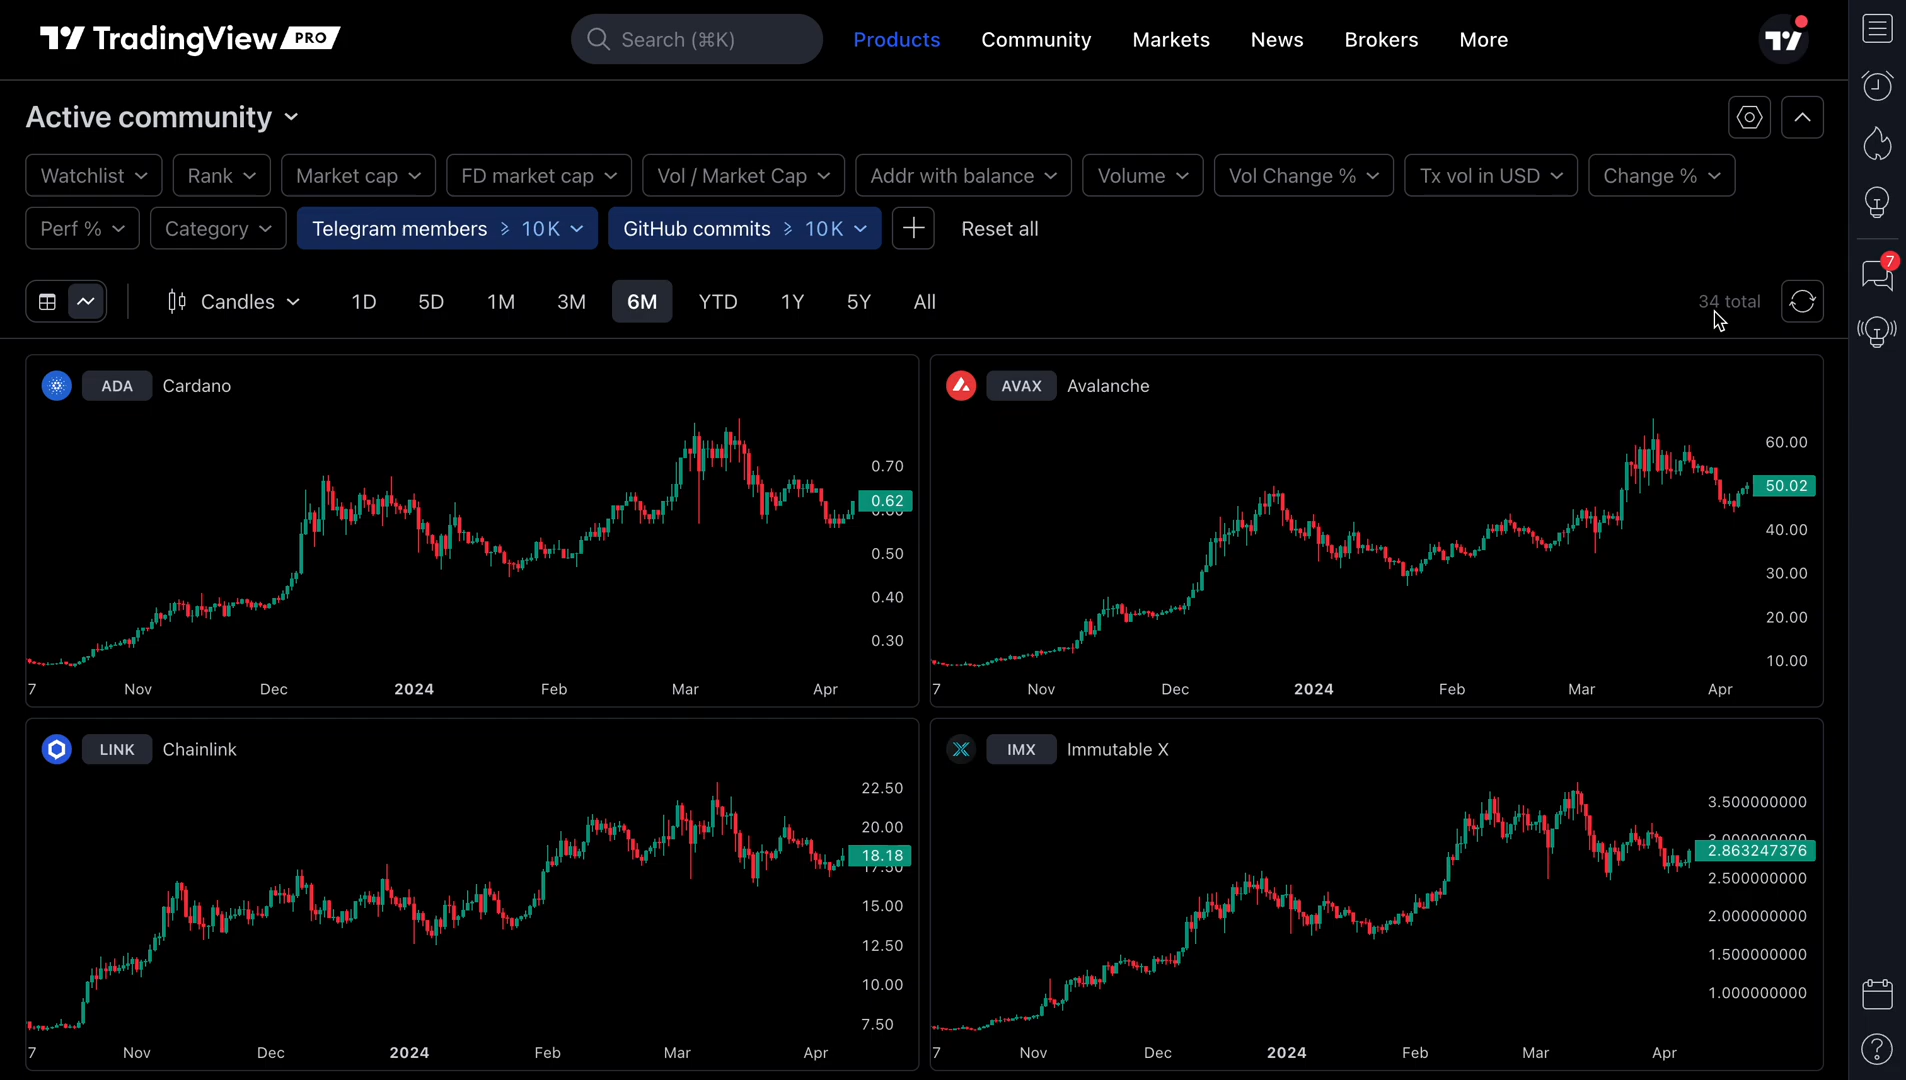 TradingView PRO
Search (⌘K)
Products Community Markets News Brokers More
Active community
Watchlist Rank Market cap FD market cap Vol / Market Cap Addr with balance Volume Vol Change % Tx vol in USD Change %
Perf % Category Telegram members ≥ 10 K GitHub commits ≥ 10 K + Reset all
Candles 1D 5D 1M 3M 6M YTD 1Y 5Y All 34 total
7
ADA Cardano
0.70
0.62
0.50
0.40
0.30
7 Nov Dec 2024 Feb Mar Apr
AVAX Avalanche
60.00
50.02
40.00
30.00
20.00
10.00
7 Nov Dec 2024 Feb Mar Apr
LINK Chainlink
22.50
20.00
18.18
17.50
15.00
12.50
10.00
7.50
7 Nov Dec 2024 Feb Mar Apr
IMX Immutable X
3.500000000
3.000000000
2.863247376
2.500000000
2.000000000
1.500000000
1.000000000
7 Nov Dec 2024 Feb Mar Apr